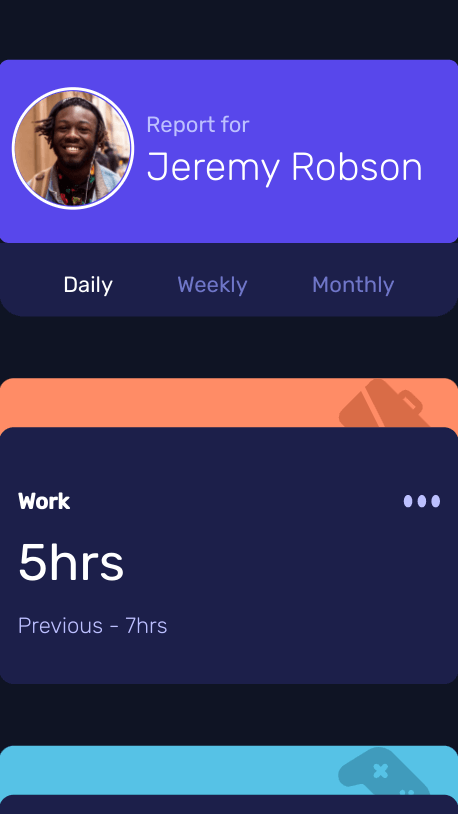 Report for
Jeremy Robson
Daily Weekly Monthly
Work
5hrs
Previous - 7hrs